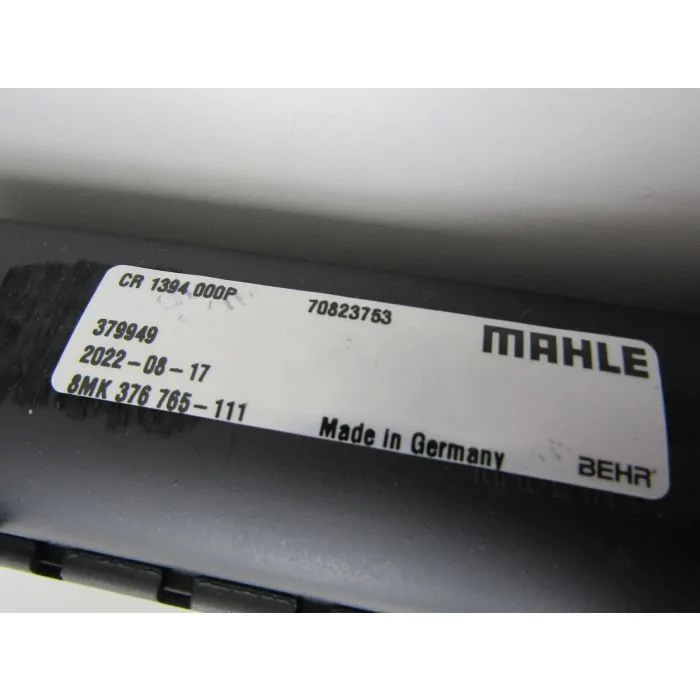 CR 1394 000P 70823753
MAHLE
379949
2022-08-17
8MK 376 765-111
Made in Germany
BEHR